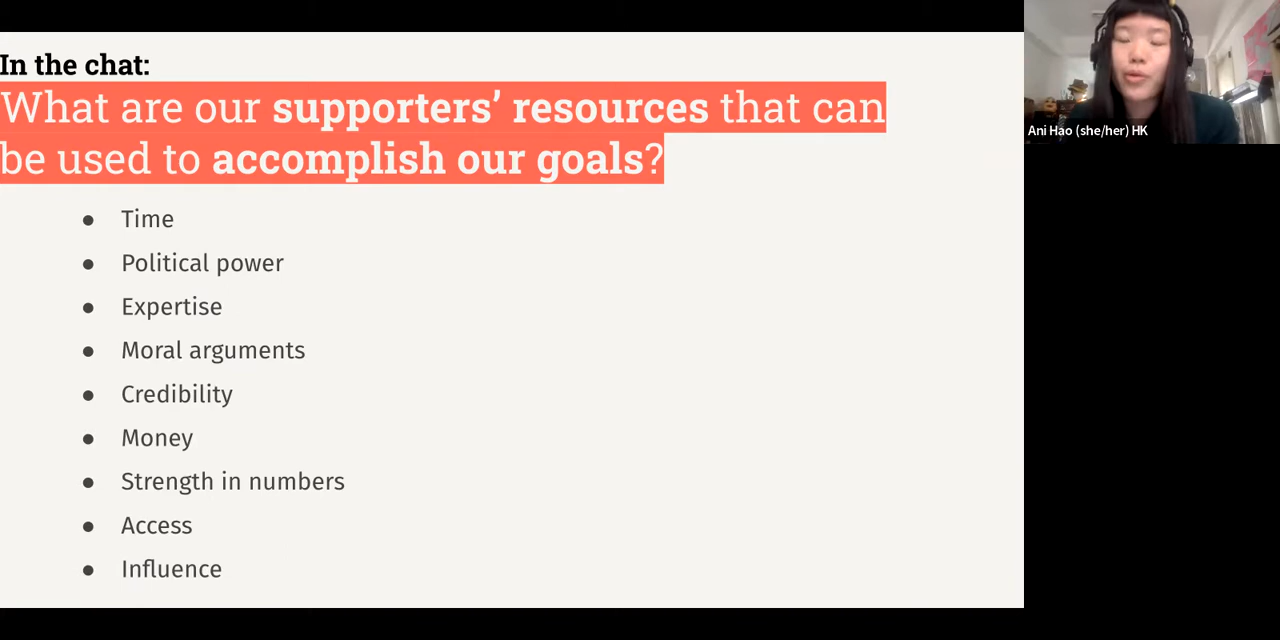 In the chat:
What are our supporters’ resources that can
be used to accomplish our goals?
● Time
● Political power
● Expertise
● Moral arguments
● Credibility
● Money
● Strength in numbers
● Access
● Influence
Ani Hao (she/her) HK